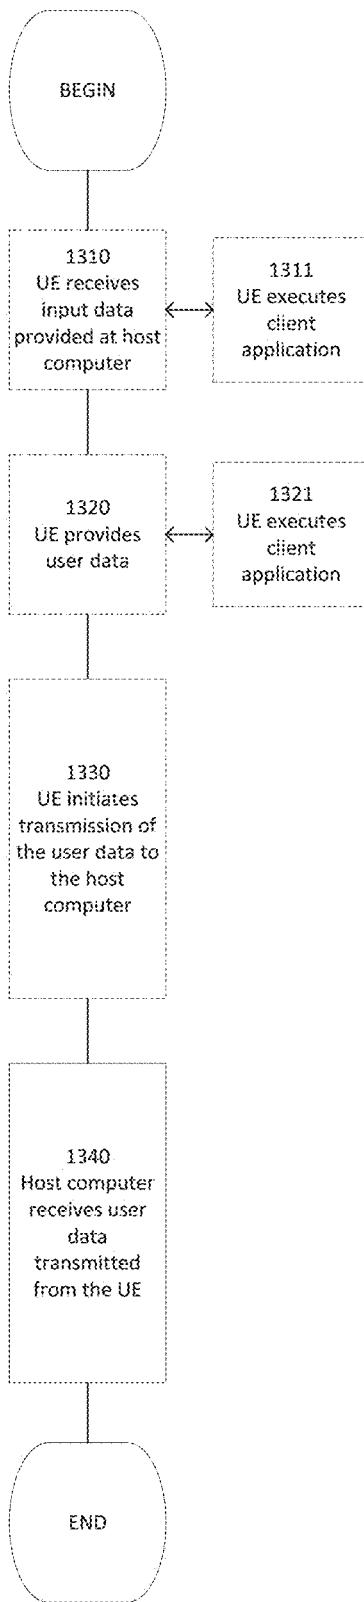 BEGIN
1310
UE receives
input data
provided at host
computer
1311
UE executes
client
application
1320
UE provides
user data
1321
UE executes
client
application
1330
UE initiates
transmission of
the user data to
the host
computer
1340
Host computer
receives user
data
transmitted
from the UE
END